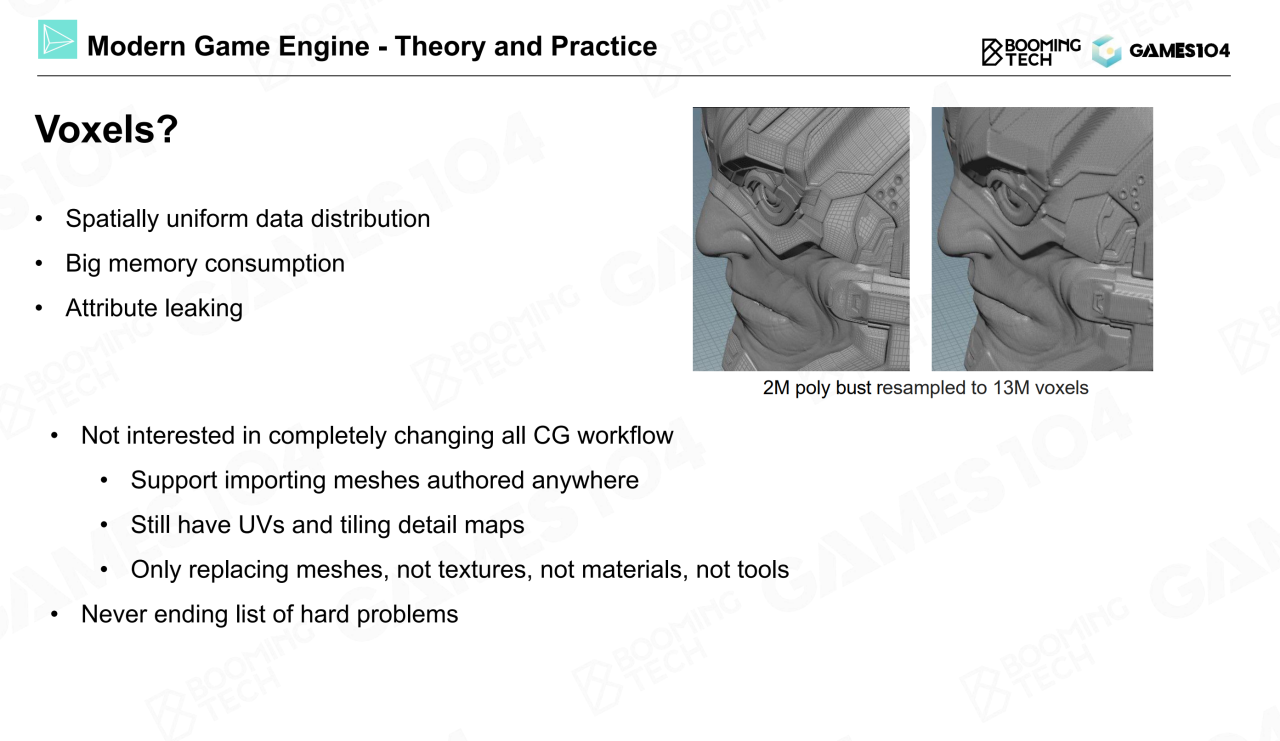 Modern Game Engine - Theory and Practice
BOOMING
TECH
GAMES104
Voxels?
• Spatially uniform data distribution
• Big memory consumption
• Attribute leaking
2M poly bust resampled to 13M voxels
• Not interested in completely changing all CG workflow
• Support importing meshes authored anywhere
• Still have UVs and tiling detail maps
• Only replacing meshes, not textures, not materials, not tools
• Never ending list of hard problems